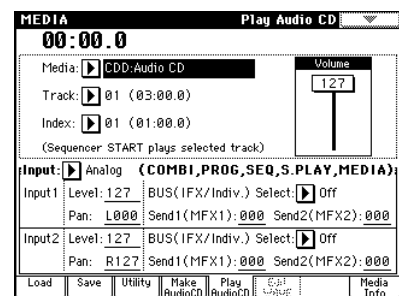 MEDIA Play Audio CD
00:00.0
Media: CDD:Audio CD
Volume
127
Track: 01 (03:00.0)
Index: 01 (01:00.0)
(Sequencer START plays selected track)
Input: Analog (COMBI,PROG,SEQ,S.PLAY,MEDIA)
Input1 Level: 127 BUS(IFX/Indiv.) Select: Off
Pan: L000 Send1(MFX1): 000 Send2(MFX2): 000
Input2 Level: 127 BUS(IFX/Indiv.) Select: Off
Pan: R127 Send1(MFX1): 000 Send2(MFX2): 000
Load Save Utility Make AudioCD Play AudioCD Edit WAVE Media Info